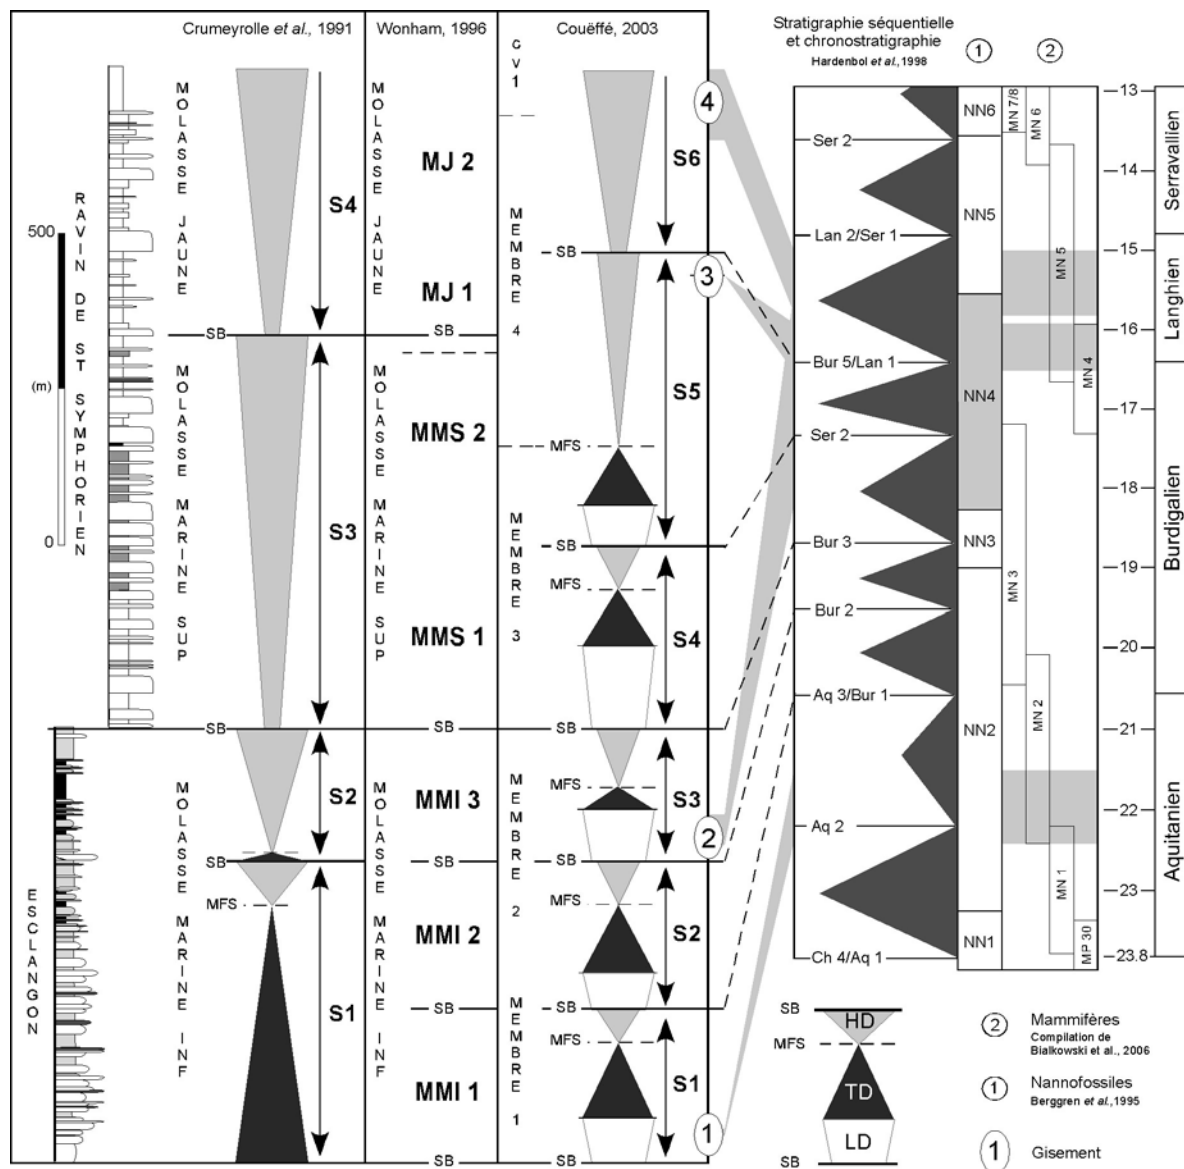 Crumeyrolle et al., 1991
Wonham, 1996
Couëffé, 2003
Stratigraphie séquentielle
et chronostratigraphie
Hardenbol et al., 1998
1
2
RAVIN DE ST SYMPHORIEN
500
(m)
0
ESCLANGON
MOLASSE JAUNE
MOLASSE MARINE SUP
MOLASSE MARINE INF
S4
SB
S3
SB
S2
SB
MFS
S1
MOLASSE JAUNE
MOLASSE MARINE SUP
MOLASSE MARINE INF
MJ 2
MJ 1
SB
MMS 2
MMS 1
SB
MMI 3
SB
MMI 2
SB
MMI 1
SB
GV1
MEMBRE 4
MEMBRE 3
MEMBRE 2
MEMBRE 1
S6
SB
S5
MFS
SB
MFS
S4
SB
MFS
S3
SB
MFS
S2
SB
MFS
S1
SB
4
3
2
1
Ser 2
Lan 2/Ser 1
Bur 5/Lan 1
Ser 2
Bur 3
Bur 2
Aq 3/Bur 1
Aq 2
Ch 4/Aq 1
NN6
NN5
NN4
NN3
NN2
NN1
MN 7/8
MN 6
MN 5
MN 4
MN 3
MN 2
MN 1
MP 30
−13
−14
−15
−16
−17
−18
−19
−20
−21
−22
−23
−23.8
Serravallien
Langhien
Burdigalien
Aquitanien
SB
HD
MFS
TD
LD
SB
2 Mammifères
Compilation de
Bialkowski et al., 2006
1 Nannofossiles
Berggren et al., 1995
1 Gisement